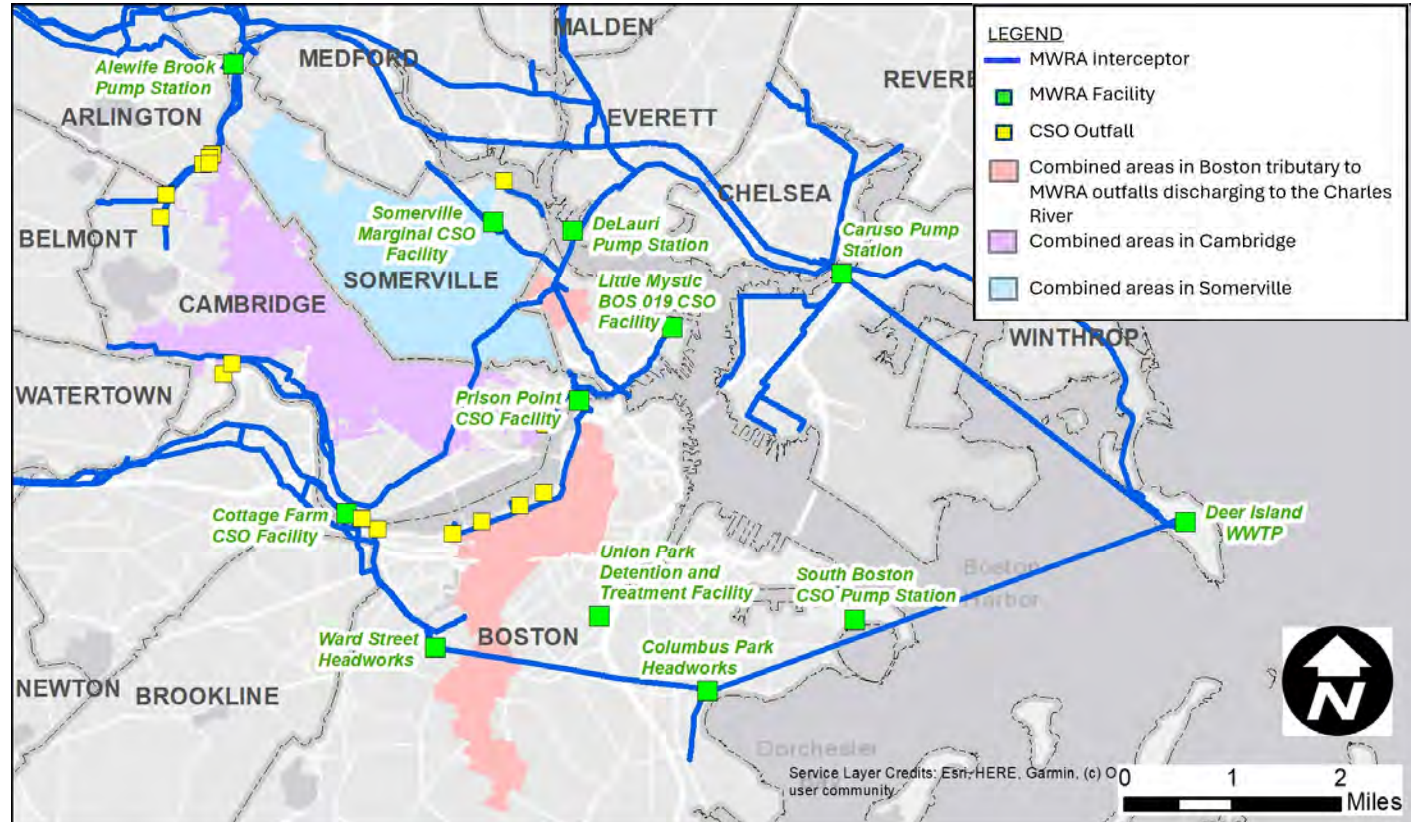 MALDEN
MEDFORD
Alewife Brook
Pump Station
ARLINGTON
EVERETT
CHELSEA
BELMONT
Somerville
Marginal CSO
Facility
DeLauri
Pump Station
Caruso Pump
Station
SOMERVILLE
Little Mystic
BOS 019 CSO
Facility
CAMBRIDGE
WINTHROP
WATERTOWN
Prison Point
CSO Facility
Cottage Farm
CSO Facility
Deer Island
WWTP
Union Park
Detention and
Treatment Facility
South Boston
CSO Pump Station
Boston
Harbor
Ward Street
Headworks
BOSTON
Columbus Park
Headworks
NEWTON
BROOKLINE
Dorchester
Service Layer Credits: Esri, HERE, Garmin, (c) O
user community
N
0 1 2
Miles
LEGEND
MWRA Interceptor
MWRA Facility
CSO Outfall
Combined areas in Boston tributary to
MWRA outfalls discharging to the Charles
River
Combined areas in Cambridge
Combined areas in Somerville
REVERE